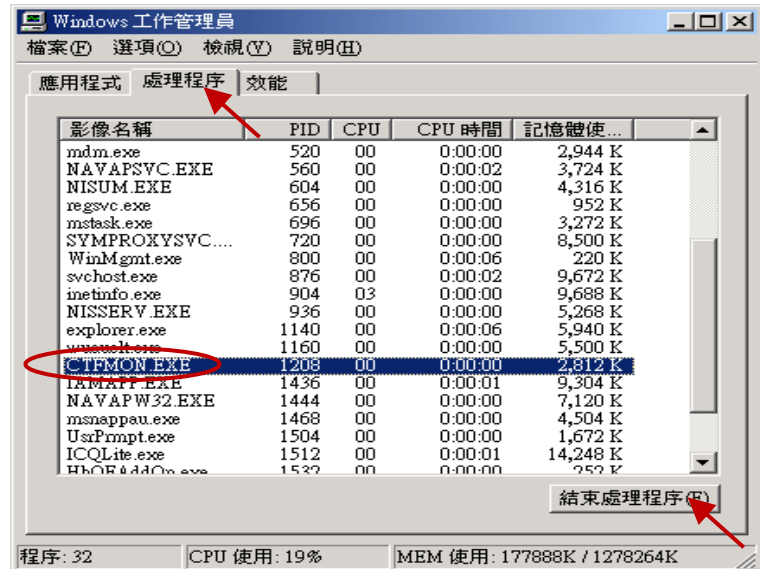 Windows 工作管理員
檔案(F) 選項(O) 檢視(V) 說明(H)
應用程式 處理程序 效能
影像名稱 PID CPU CPU 時間 記憶體使...
mdm.exe 520 00 0:00:00 2,944 K
NAVAPSVC.EXE 560 00 0:00:02 3,724 K
NISUM.EXE 604 00 0:00:00 4,316 K
regsvc.exe 656 00 0:00:00 952 K
mstask.exe 696 00 0:00:00 3,272 K
SYMPROXYSVC.... 720 00 0:00:00 8,500 K
WinMgmt.exe 800 00 0:00:06 220 K
svchost.exe 876 00 0:00:02 9,672 K
inetinfo.exe 904 03 0:00:00 9,688 K
NISSERV.EXE 936 00 0:00:00 5,268 K
explorer.exe 1140 00 0:00:06 5,940 K
1160 00 0:00:00 5,500 K
CTFMON.EXE 1208 00 0:00:00 2,812 K
IAMAPP.EXE 1436 00 0:00:01 9,304 K
NAVAPW32.EXE 1444 00 0:00:00 7,120 K
msnappau.exe 1468 00 0:00:00 4,504 K
UsrPrmpt.exe 1504 00 0:00:00 1,672 K
ICQLite.exe 1512 00 0:00:01 14,248 K
HbOEAddOn.exe 1532 00 0:00:00 252 K
結束處理程序(E)
程序: 32 CPU 使用: 19% MEM 使用: 177888K / 1278264K